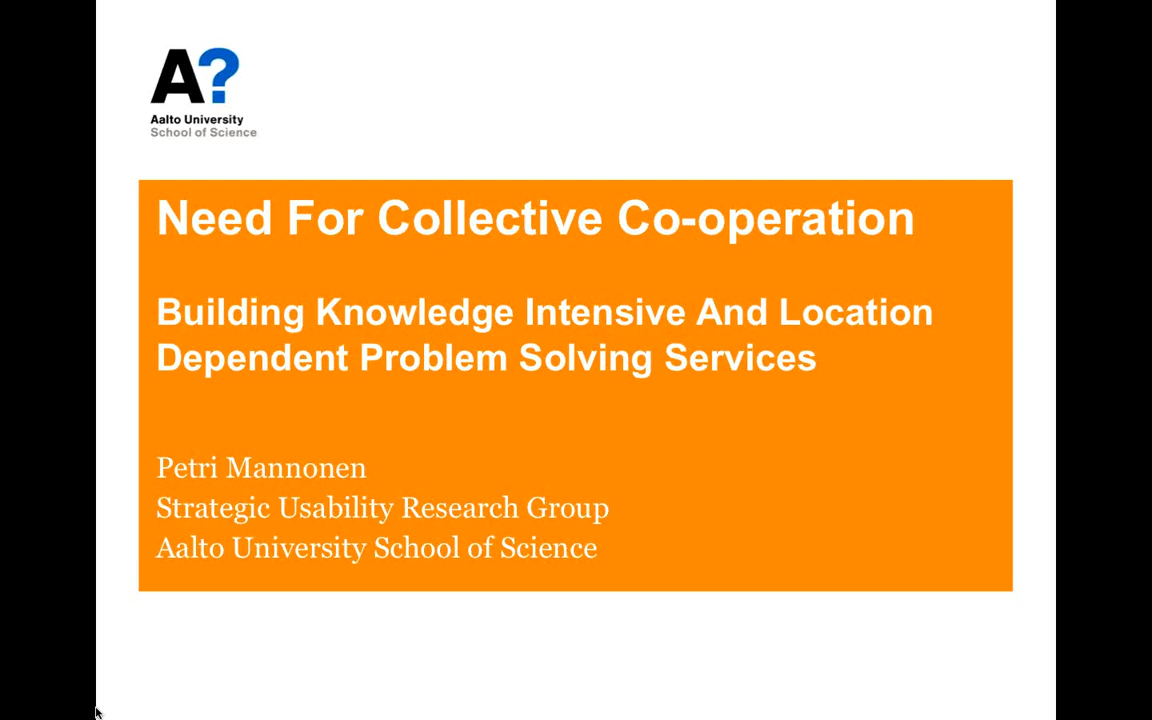 A?
Aalto University
School of Science
Need For Collective Co-operation
Building Knowledge Intensive And Location
Dependent Problem Solving Services
Petri Mannonen
Strategic Usability Research Group
Aalto University School of Science